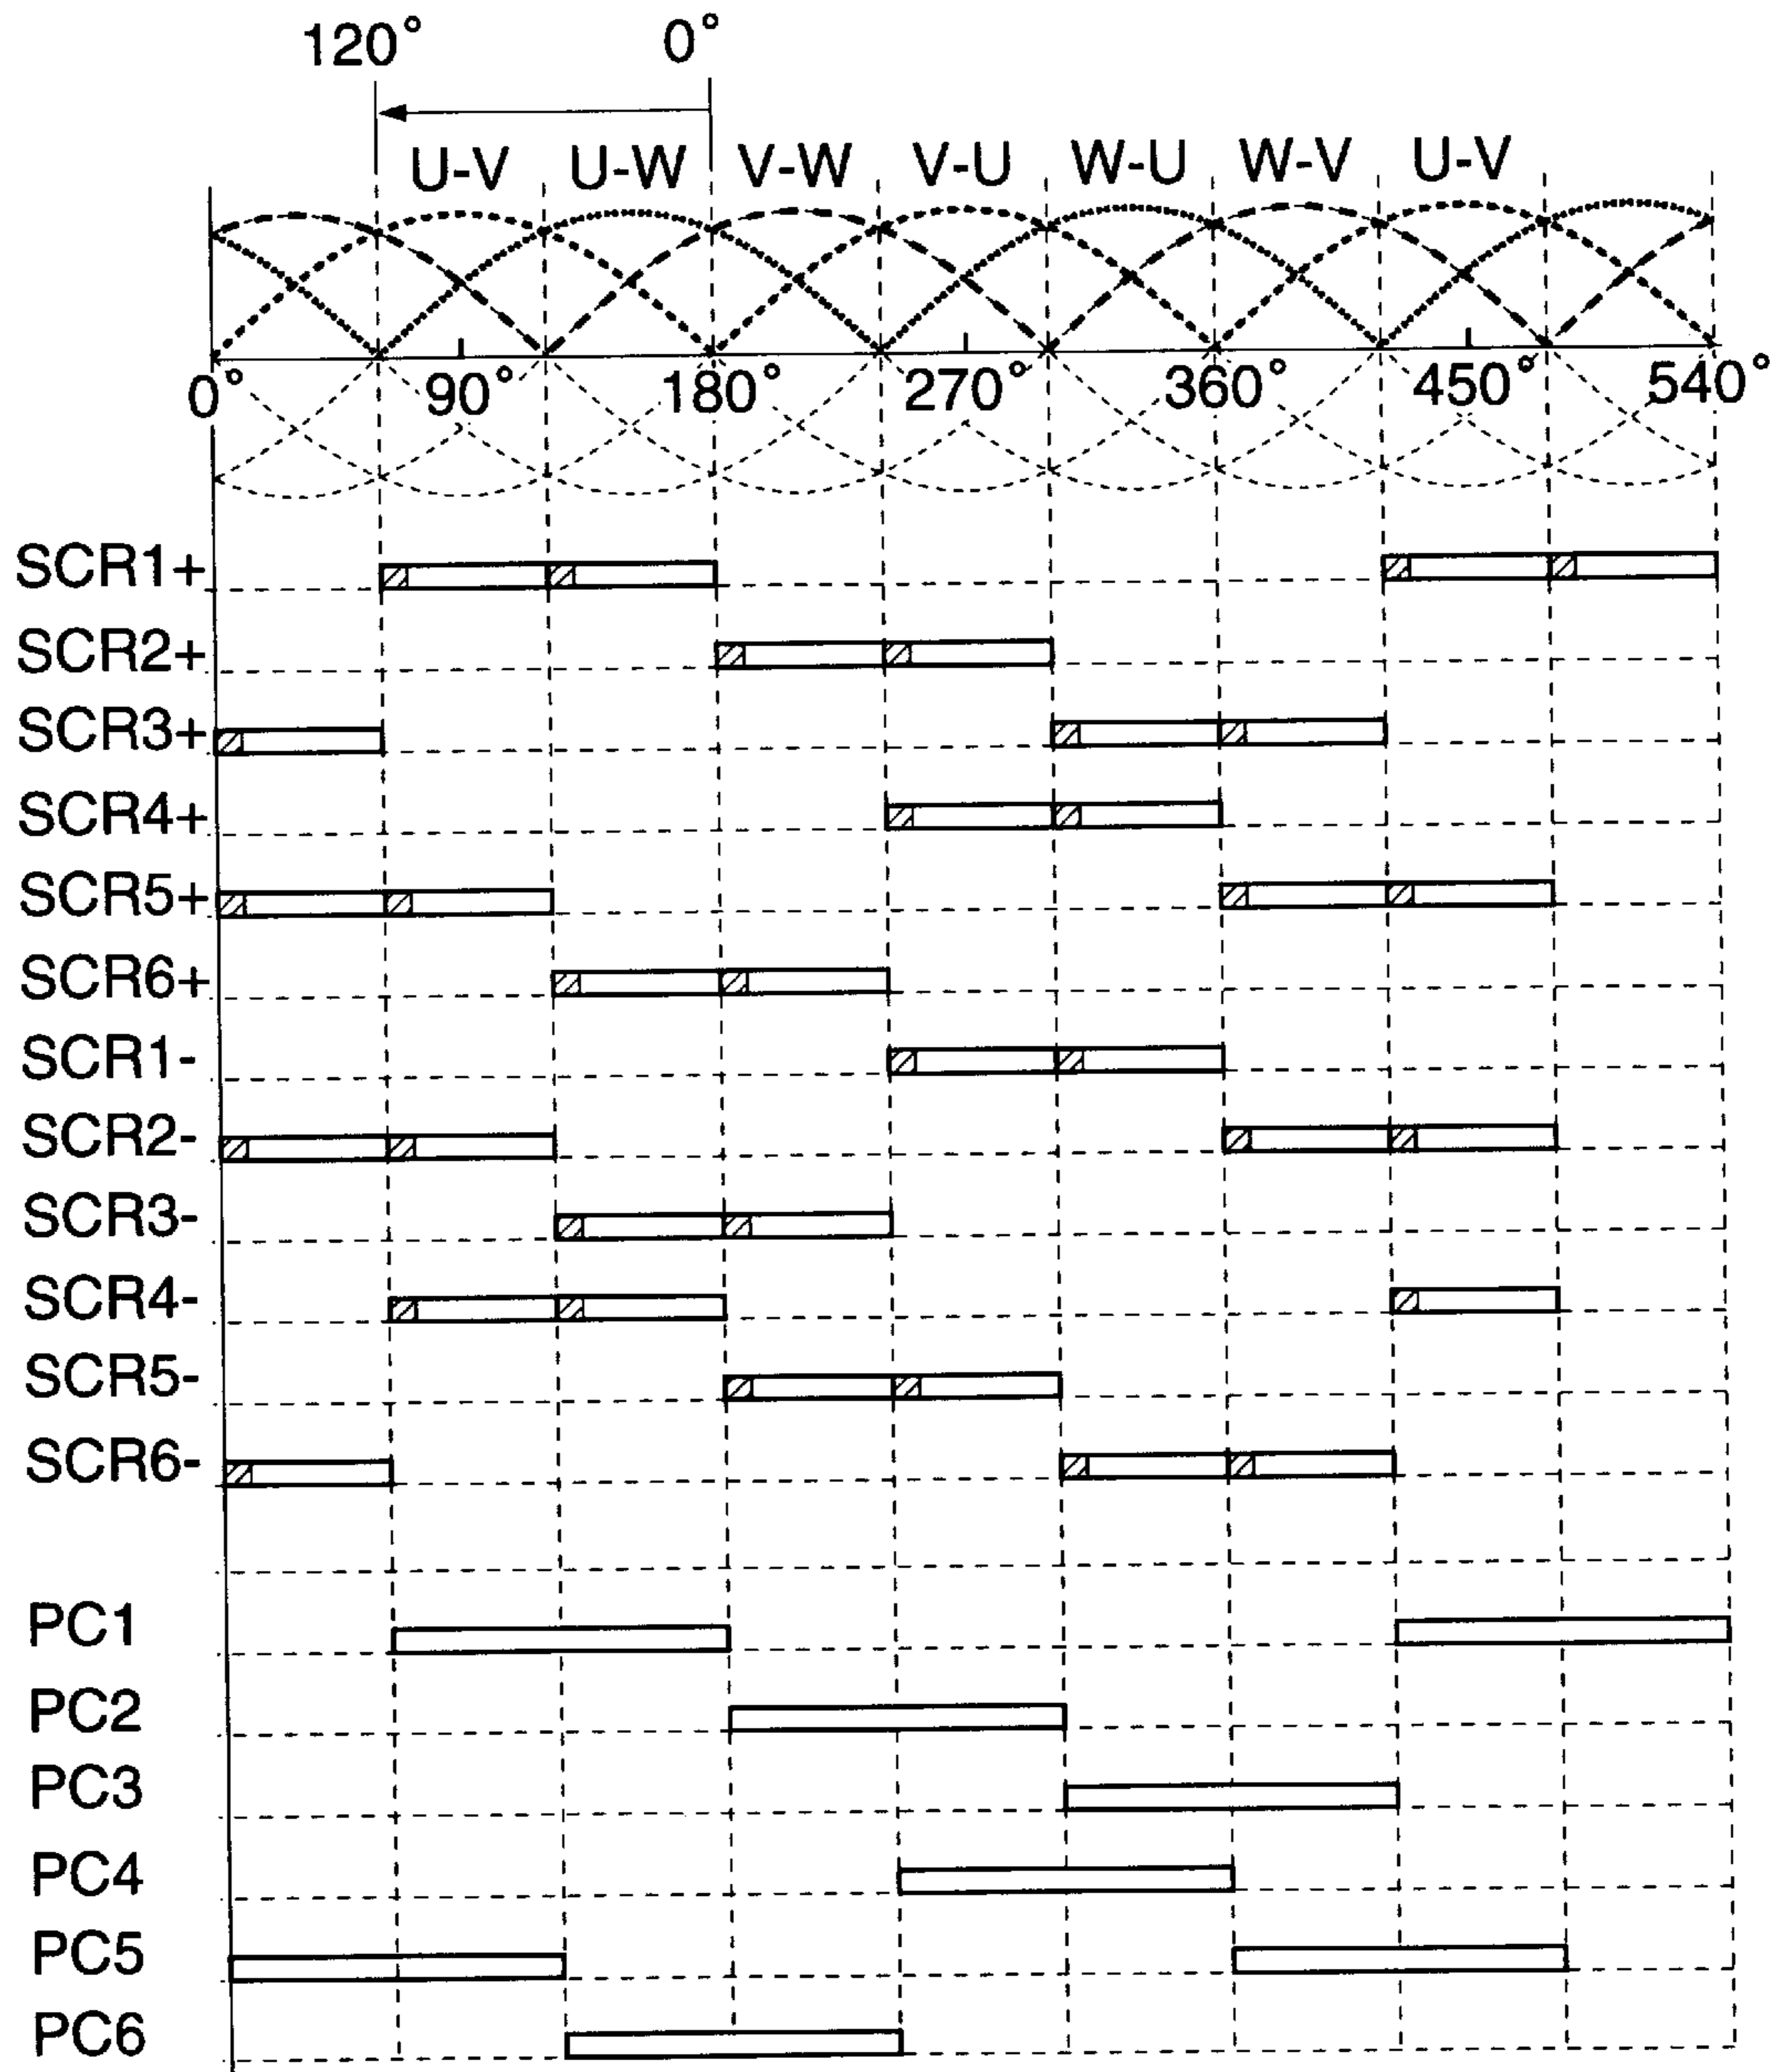 120° 0°
U-V U-W V-W V-U W-U W-V U-V
0° 90° 180° 270° 360° 450° 540°
SCR1+
SCR2+
SCR3+
SCR4+
SCR5+
SCR6+
SCR1-
SCR2-
SCR3-
SCR4-
SCR5-
SCR6-
PC1
PC2
PC3
PC4
PC5
PC6